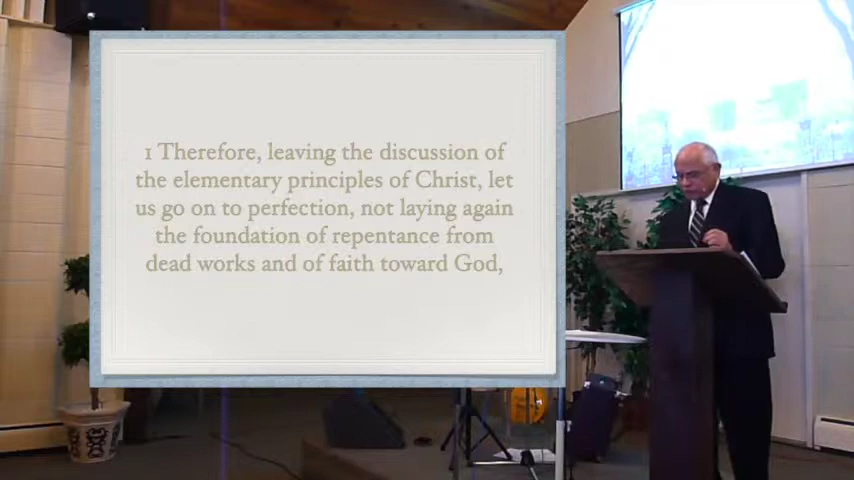 1 Therefore, leaving the discussion of
the elementary principles of Christ, let
us go on to perfection, not laying again
the foundation of repentance from
dead works and of faith toward God,